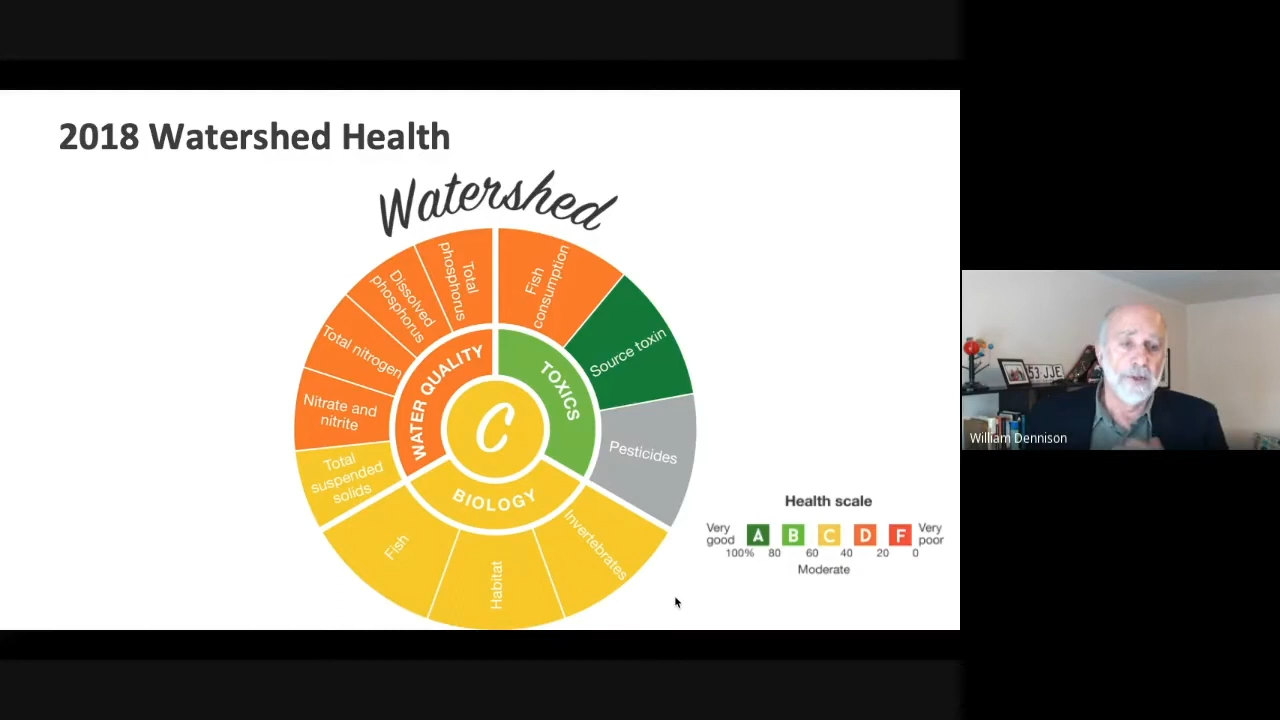 2018 Watershed Health
Watershed
Total
phosphorus
Dissolved
phosphorus
Total nitrogen
Nitrate and
nitrite
Total
suspended
solids
Fish
consumption
Source toxin
Pesticides
WATER QUALITY
TOXICS
C
BIOLOGY
Fish
Habitat
Invertebrates
Health scale
Very
good
A B C D F
Very
poor
100% 80 60 40 20 0
Moderate
53 JJE
William Dennison